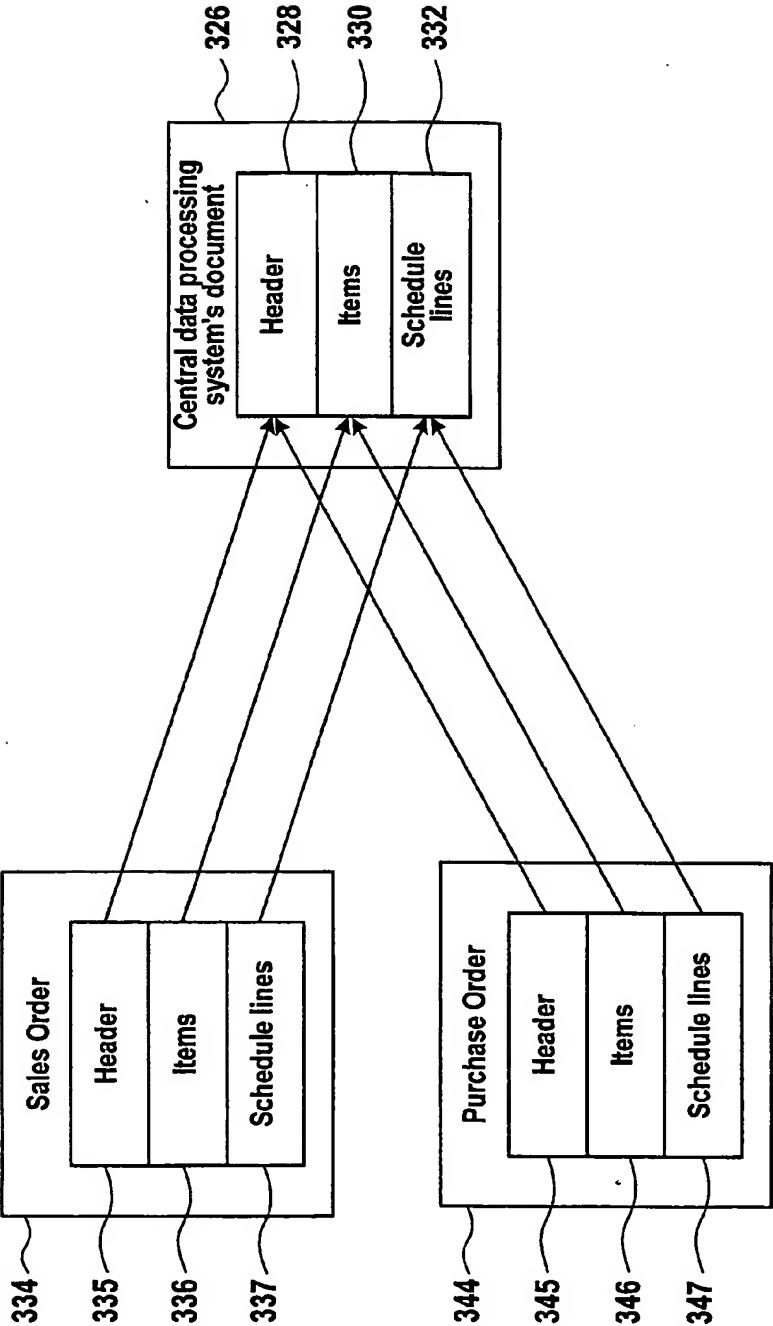 334
Sales Order
335
Header
336
Items
337
Schedule lines
344
Purchase Order
345
Header
346
Items
347
Schedule lines
Central data processing
system's document
326
Header
328
Items
330
Schedule
lines
332